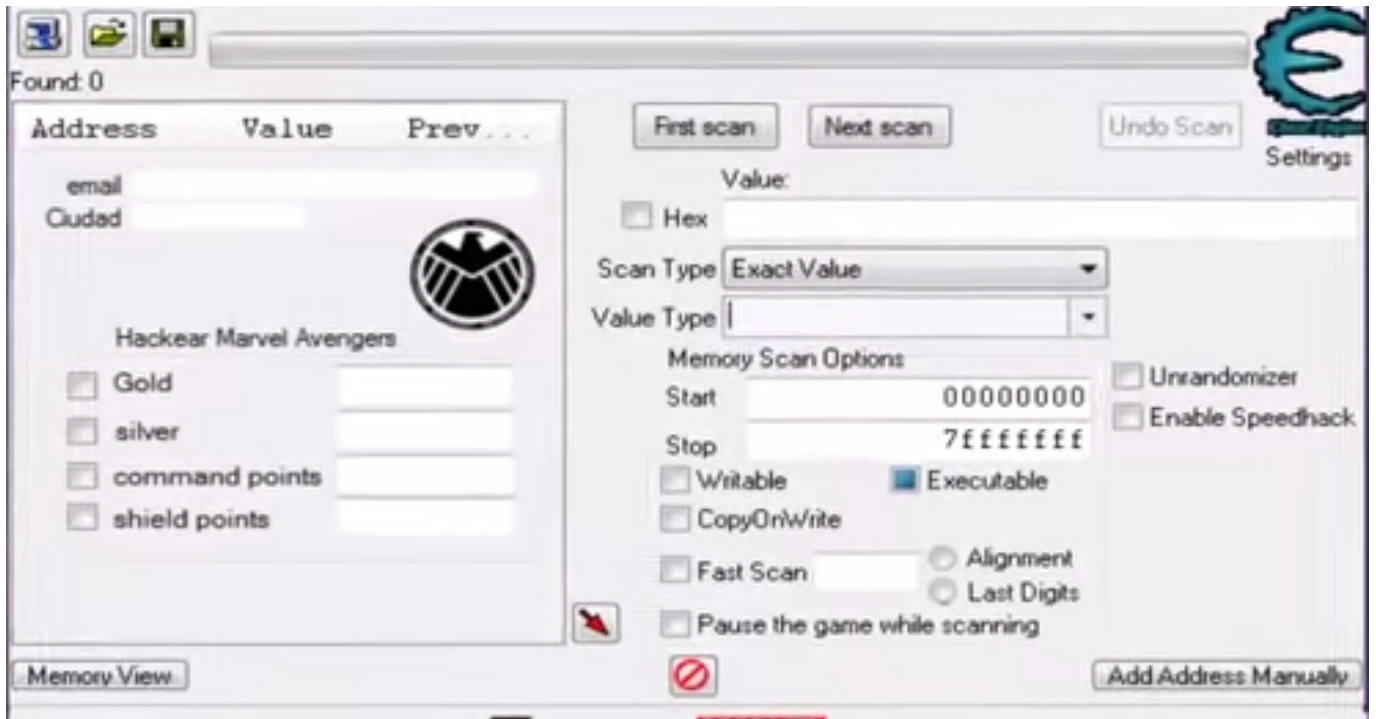 Found: 0
Address Value Prev...
First scan Next scan Undo Scan
Settings
email
Ciudad
Value:
Hex
Scan Type Exact Value
Value Type
Hackear Marvel Avengers
Memory Scan Options
Gold
silver
command points
shield points
Start 00000000
Stop 7fffffff
Unrandomizer
Enable Speedhack
Writable Executable
CopyOnWrite
Fast Scan Alignment
Last Digits
Pause the game while scanning
Memory View
Add Address Manually